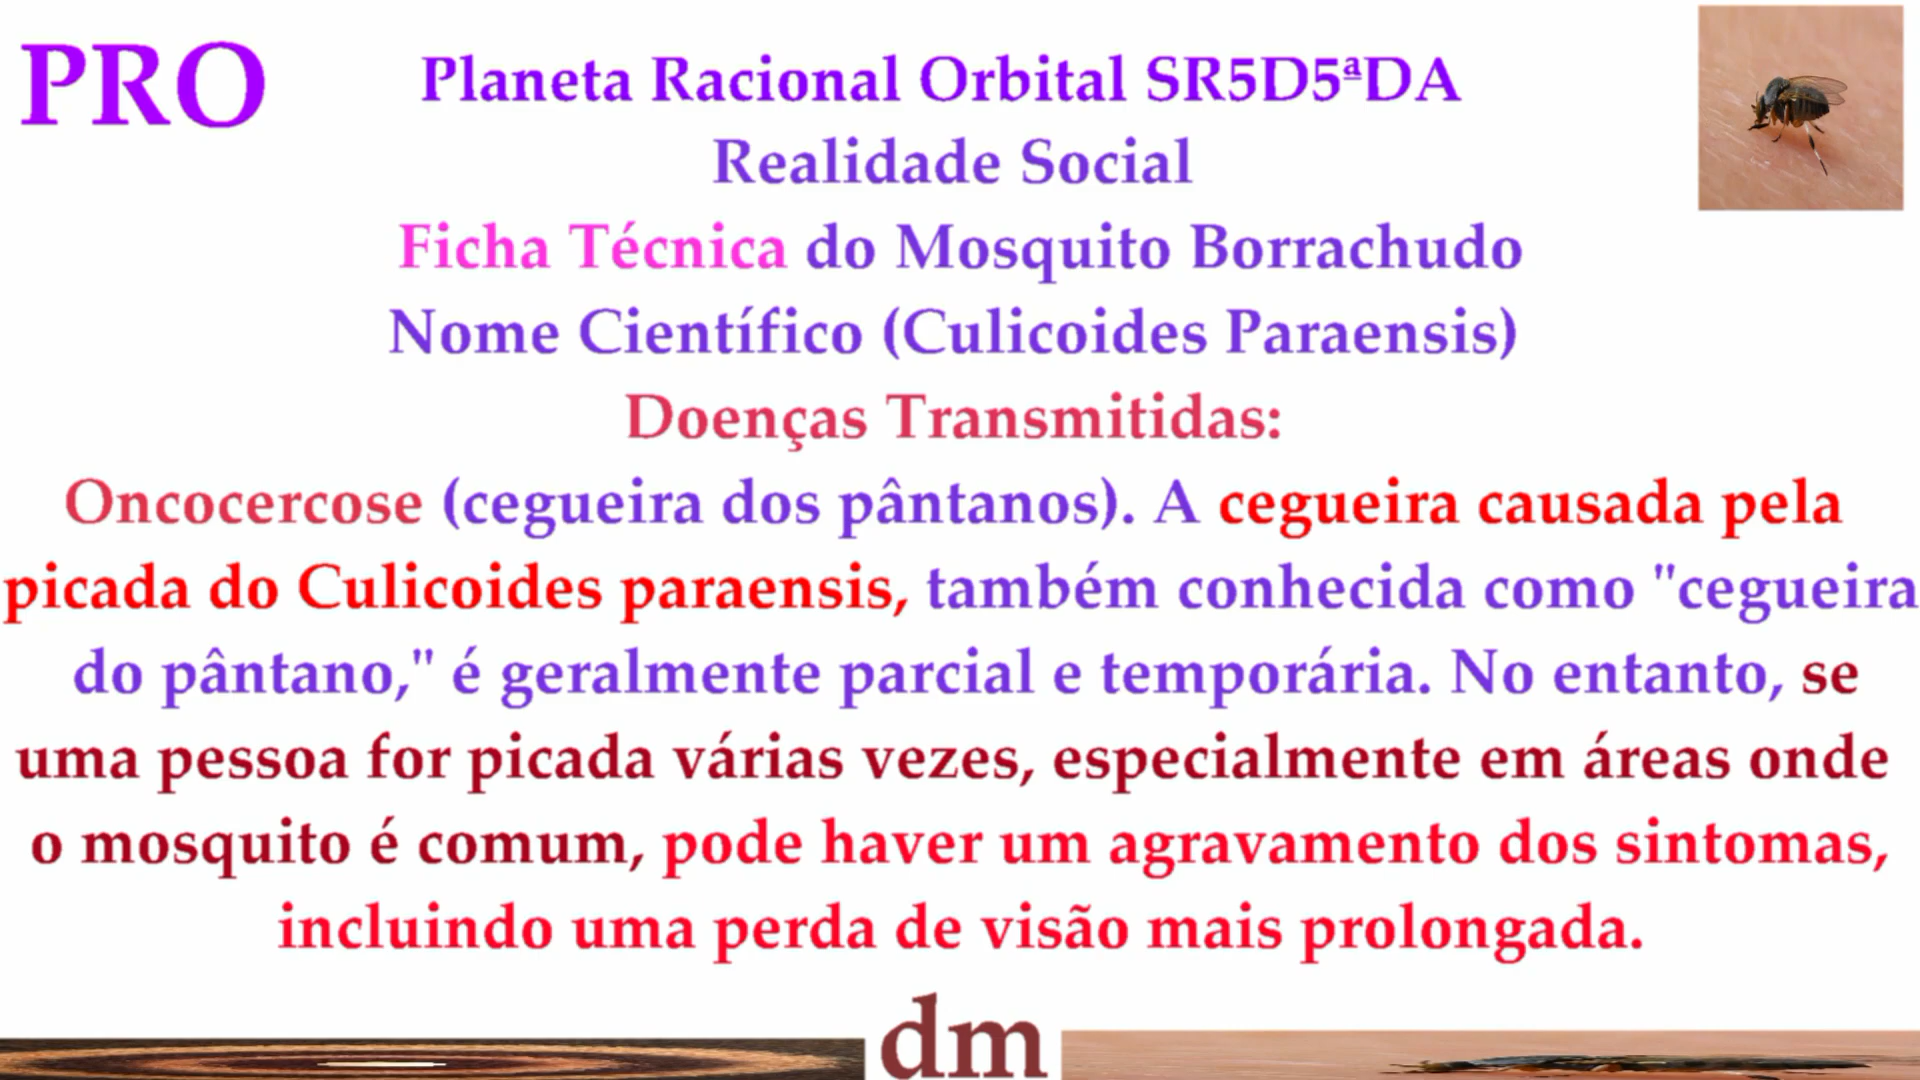 PRO
Planeta Racional Orbital SR5D5ªDA
Realidade Social
Ficha Técnica do Mosquito Borrachudo
Nome Científico (Culicoides Paraensis)
Doenças Transmitidas:
Oncocercose (cegueira dos pântanos). A cegueira causada pela
picada do Culicoides paraensis, também conhecida como "cegueira
do pântano," é geralmente parcial e temporária. No entanto, se
uma pessoa for picada várias vezes, especialmente em áreas onde
o mosquito é comum, pode haver um agravamento dos sintomas,
incluindo uma perda de visão mais prolongada.
dm